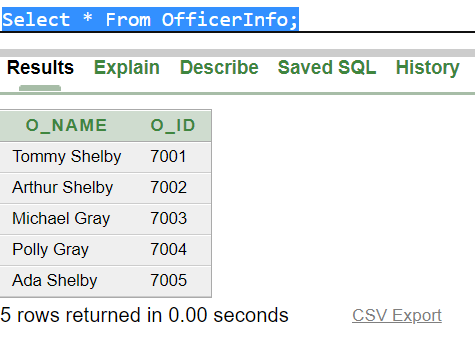 Select * From OfficerInfo;
Results Explain Describe Saved SQL History
O_NAME O_ID
Tommy Shelby 7001
Arthur Shelby 7002
Michael Gray 7003
Polly Gray 7004
Ada Shelby 7005
5 rows returned in 0.00 seconds CSV Export